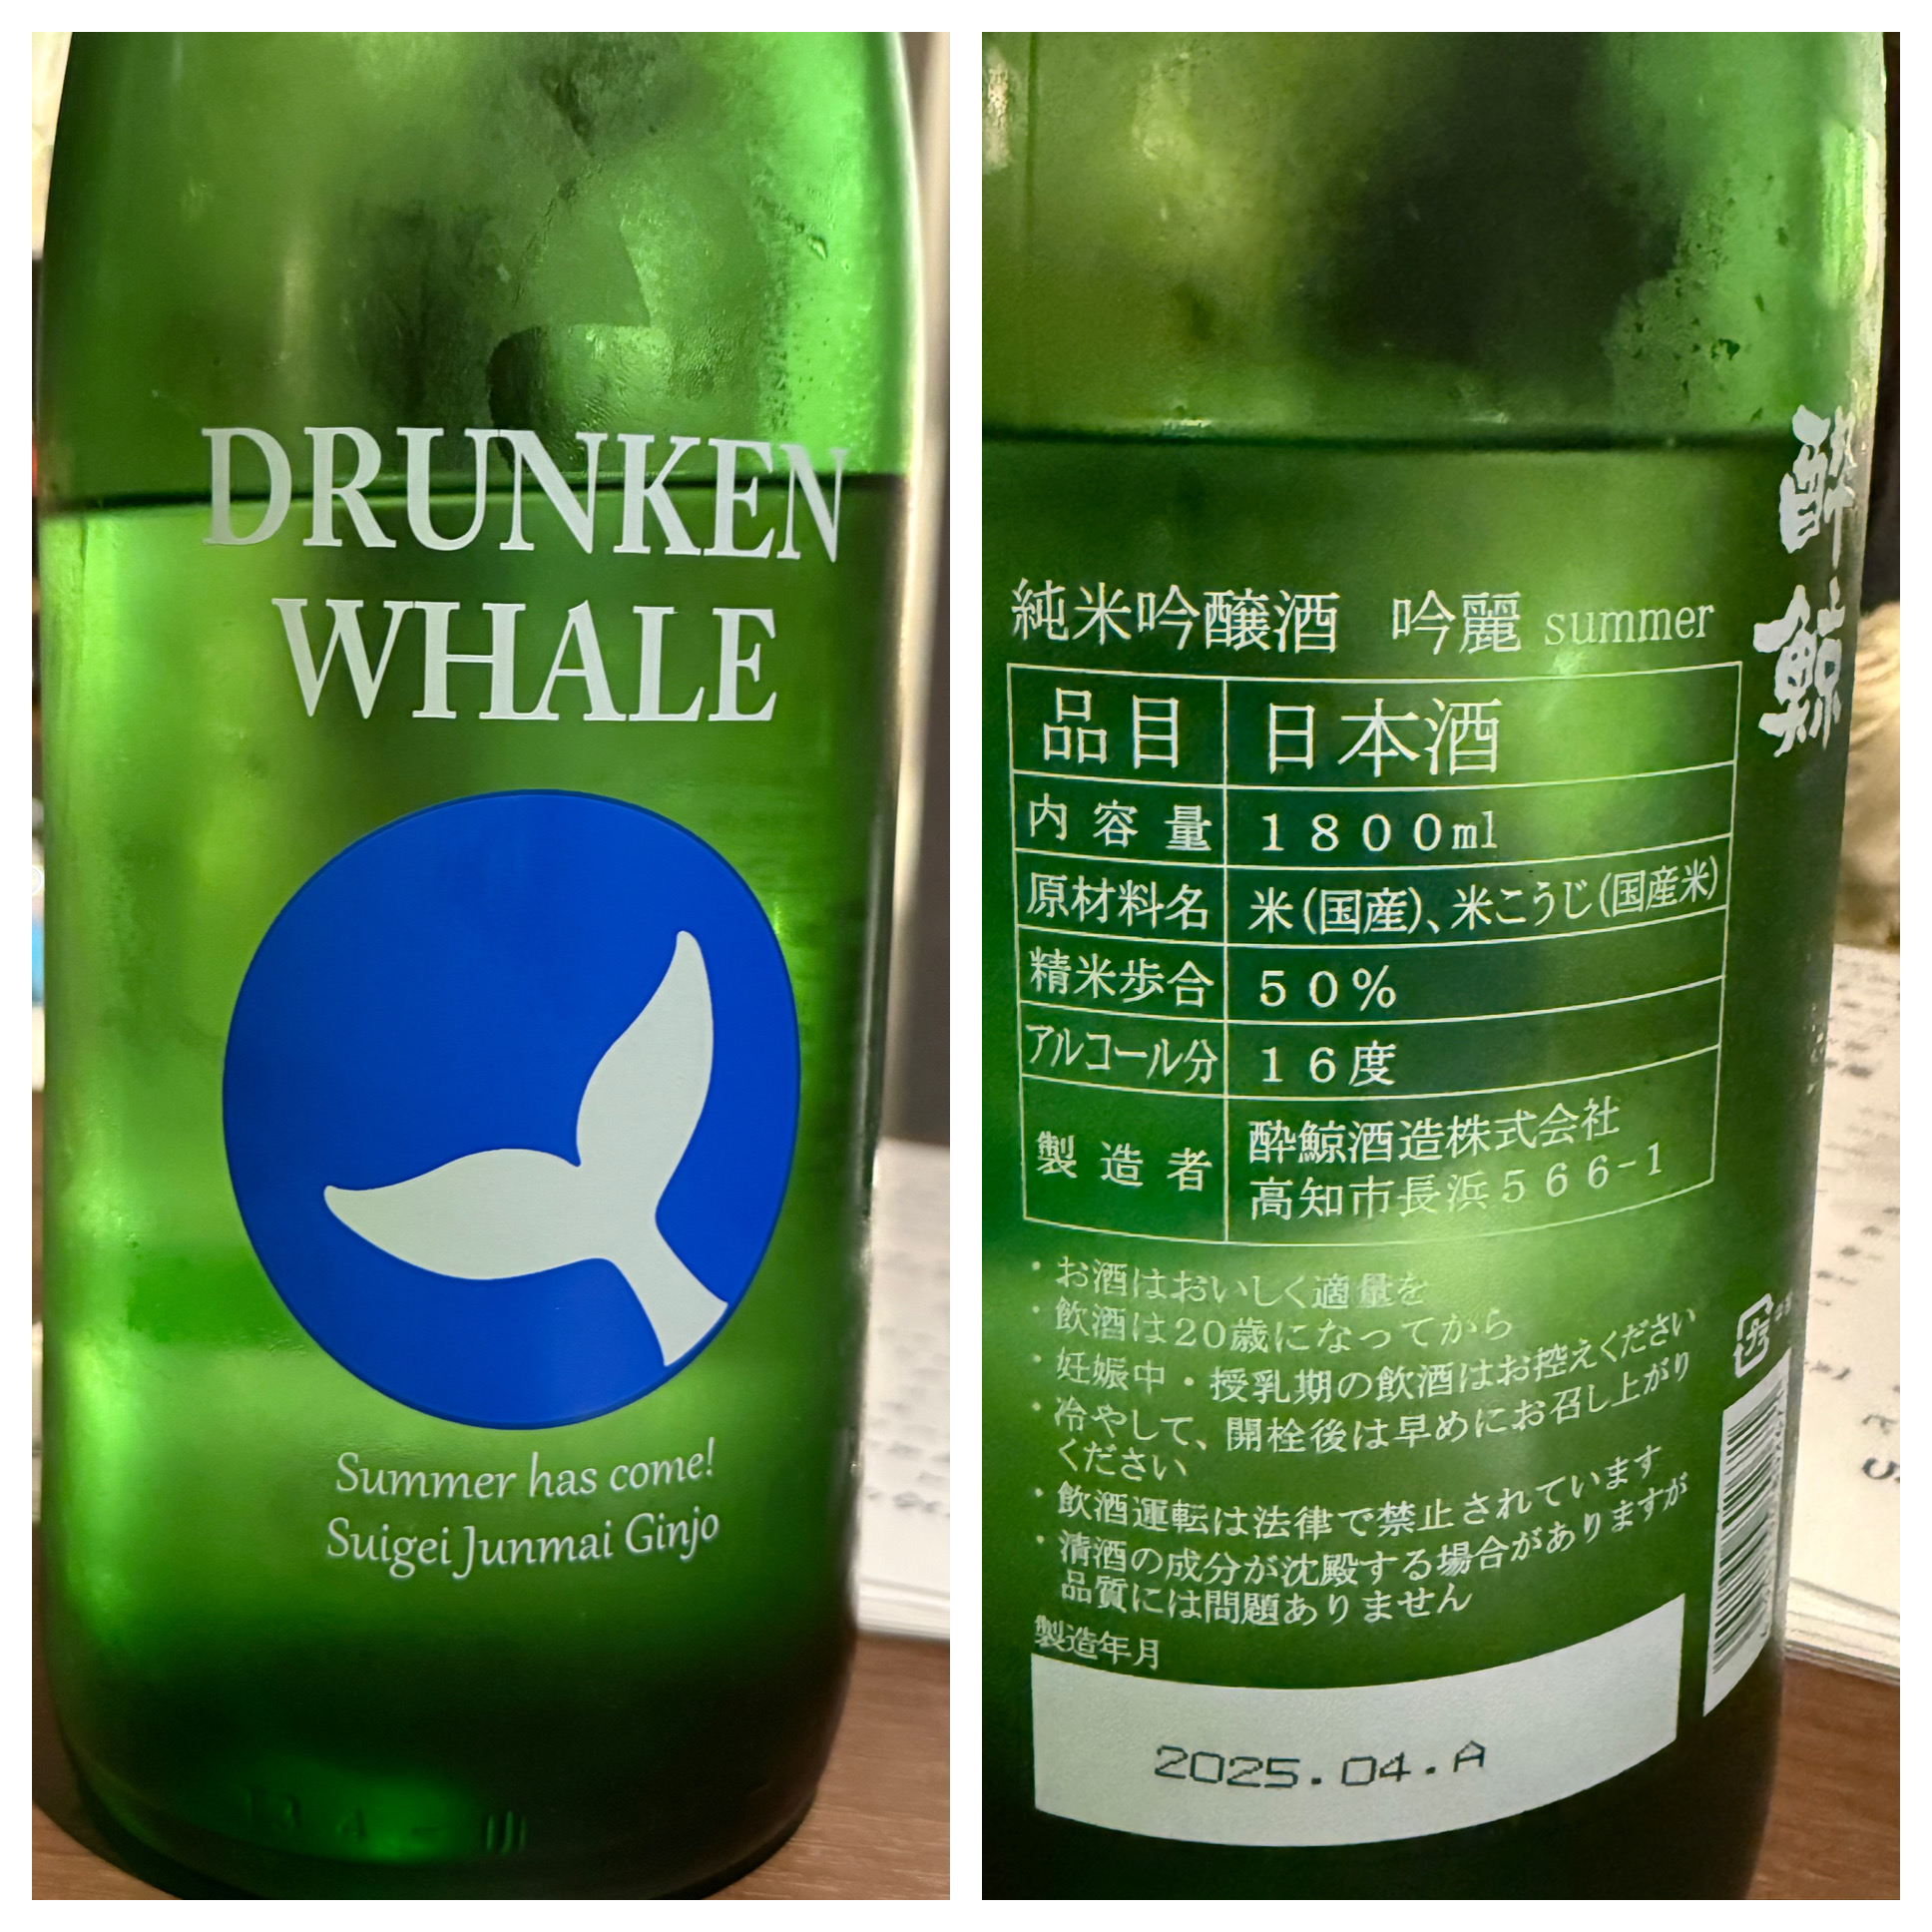 DRUNKEN
WHALE
Summer has come!
Suigei Junmai Ginjo
酔鯨
純米吟醸酒 吟麗 summer
品目 日本酒
内容量 1800ml
原材料名 米(国産)、米こうじ(国産米)
精米歩合 50%
アルコール分 16度
製造者 酔鯨酒造株式会社
高知市長浜566-1
・お酒はおいしく適量を
・飲酒は20歳になってから
・妊娠中・授乳期の飲酒はお控えください
・冷やして、開栓後は早めにお召し上がり
ください
・飲酒運転は法律で禁止されています
・清酒の成分が沈殿する場合がありますが
品質には問題ありません
製造年月
2025.04.A